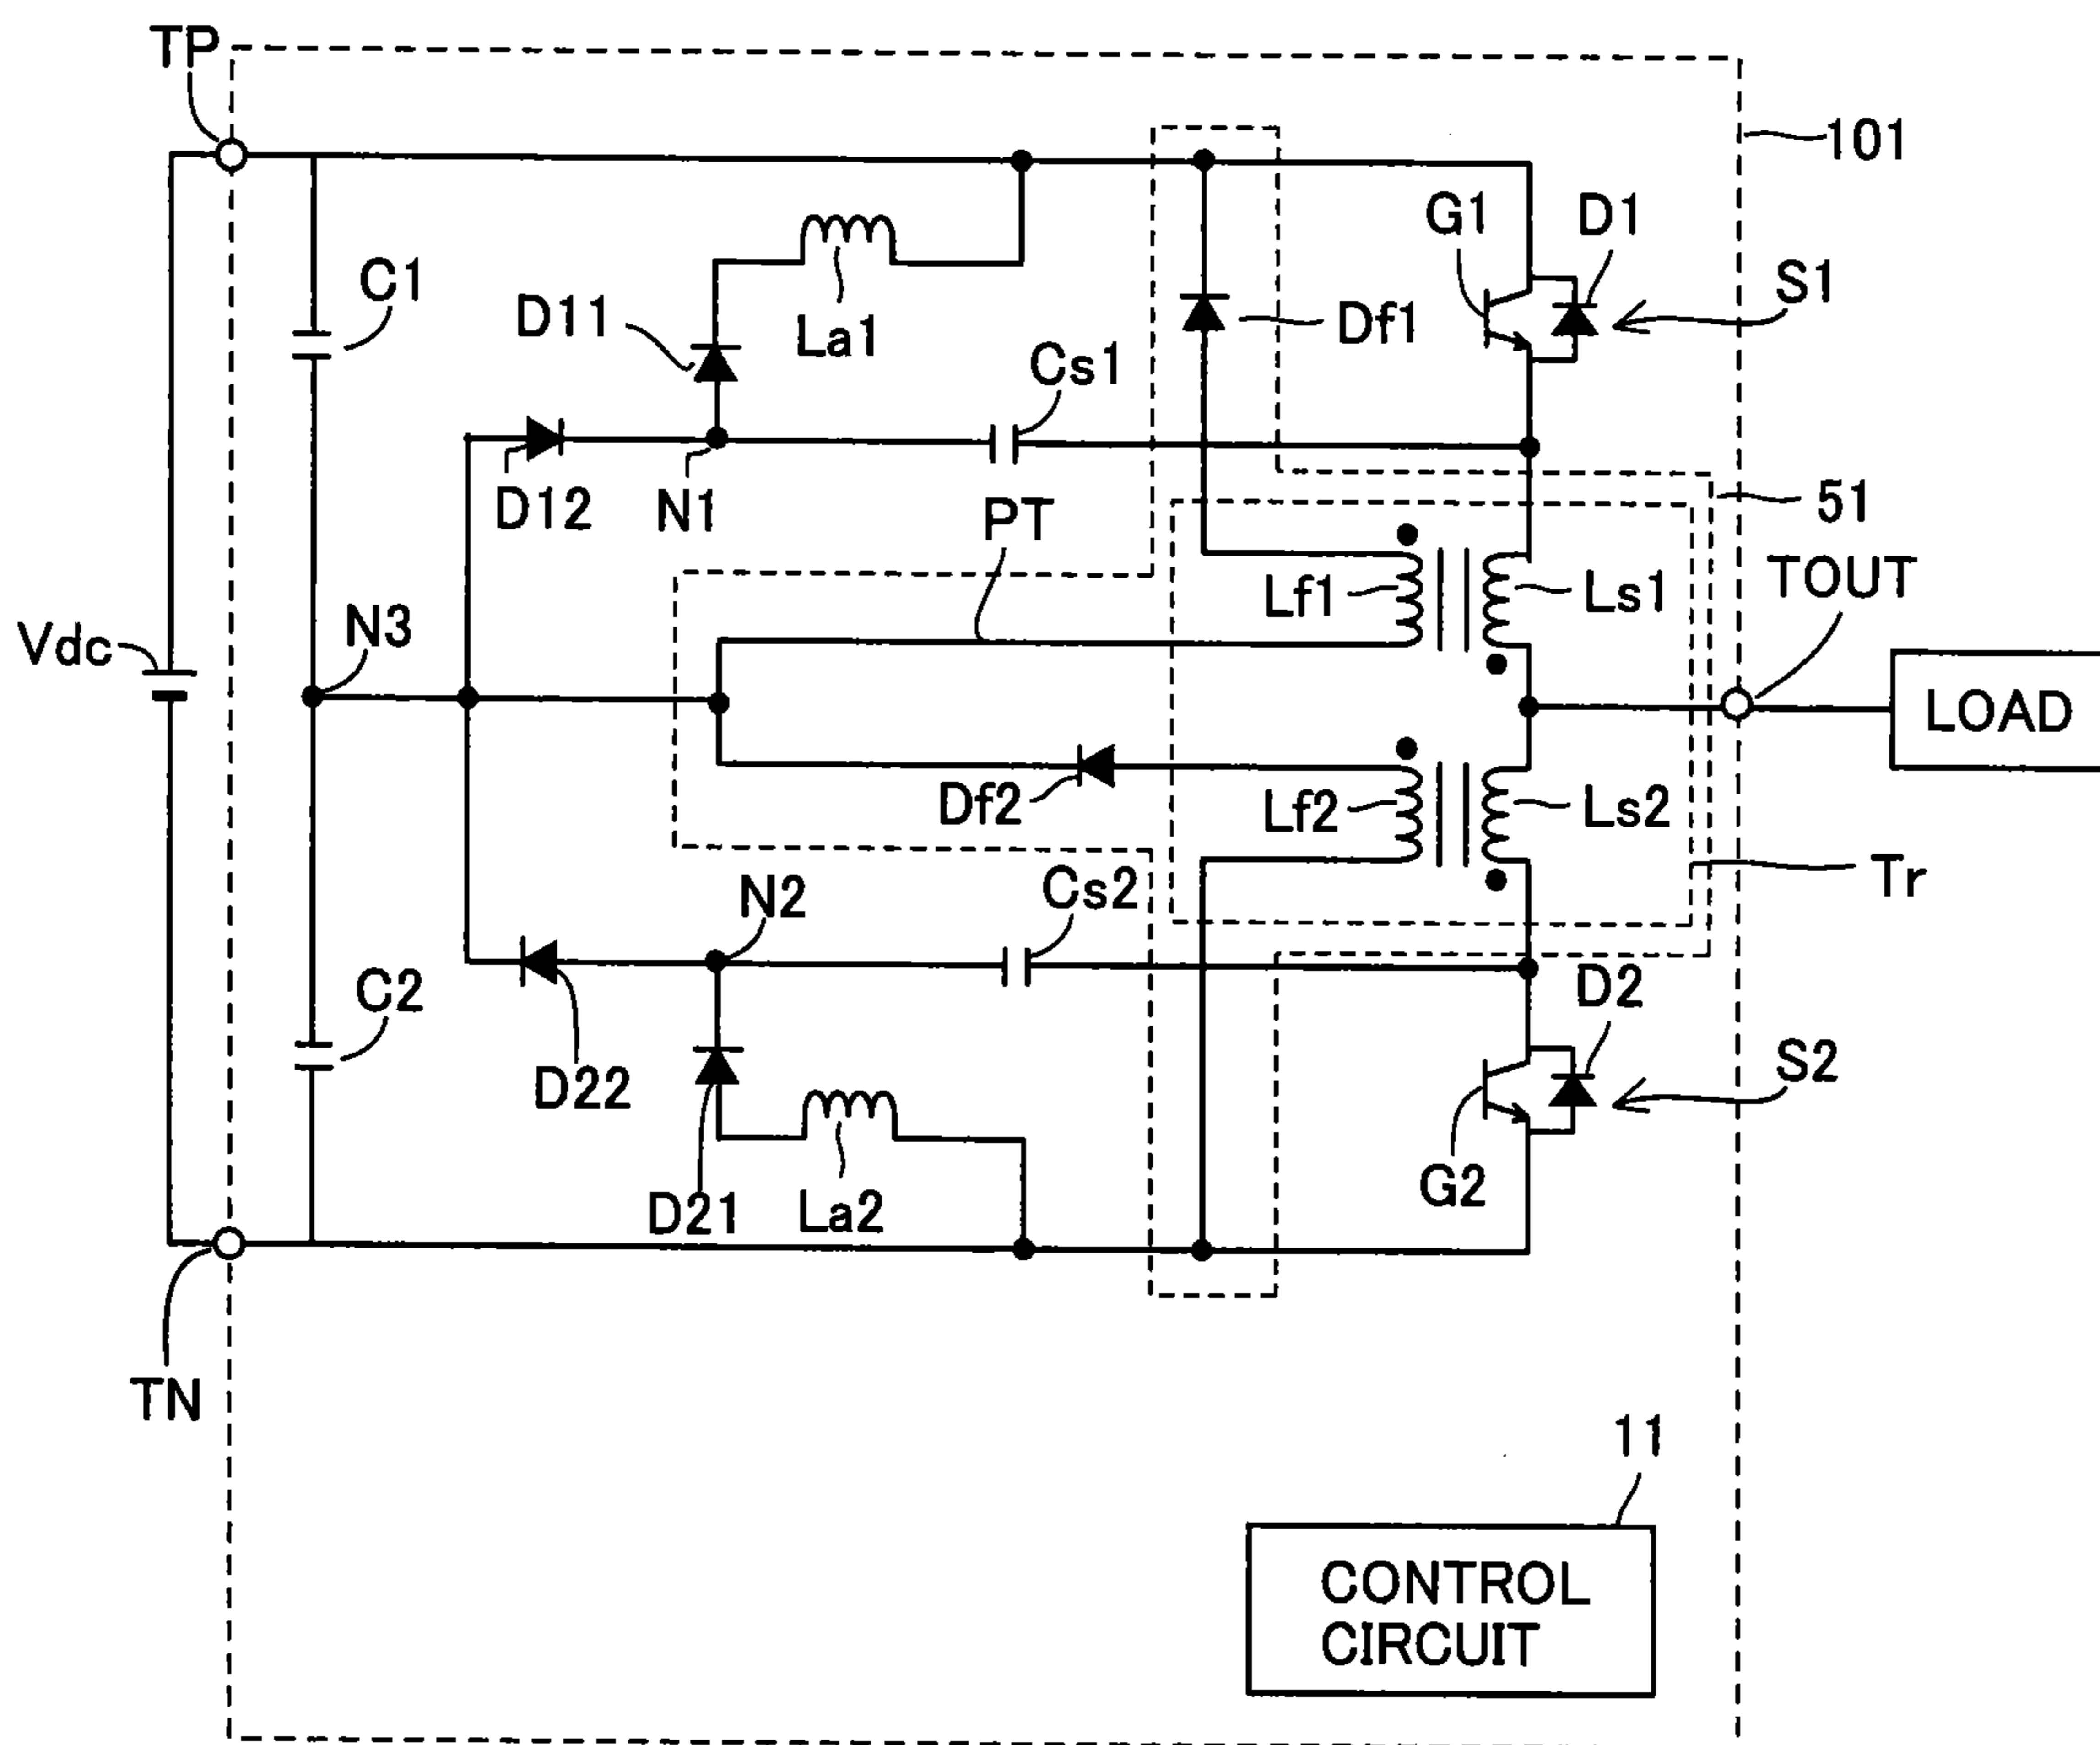 TP
101
G1
D1
S1
C1
D11
La1
Df1
Cs1
D12
N1
PT
51
TOUT
Lf1
Ls1
N3
Vdc
LOAD
Df2
Lf2
Ls2
Tr
N2
Cs2
C2
D2
D22
S2
G2
D21
La2
TN
11
CONTROL
CIRCUIT